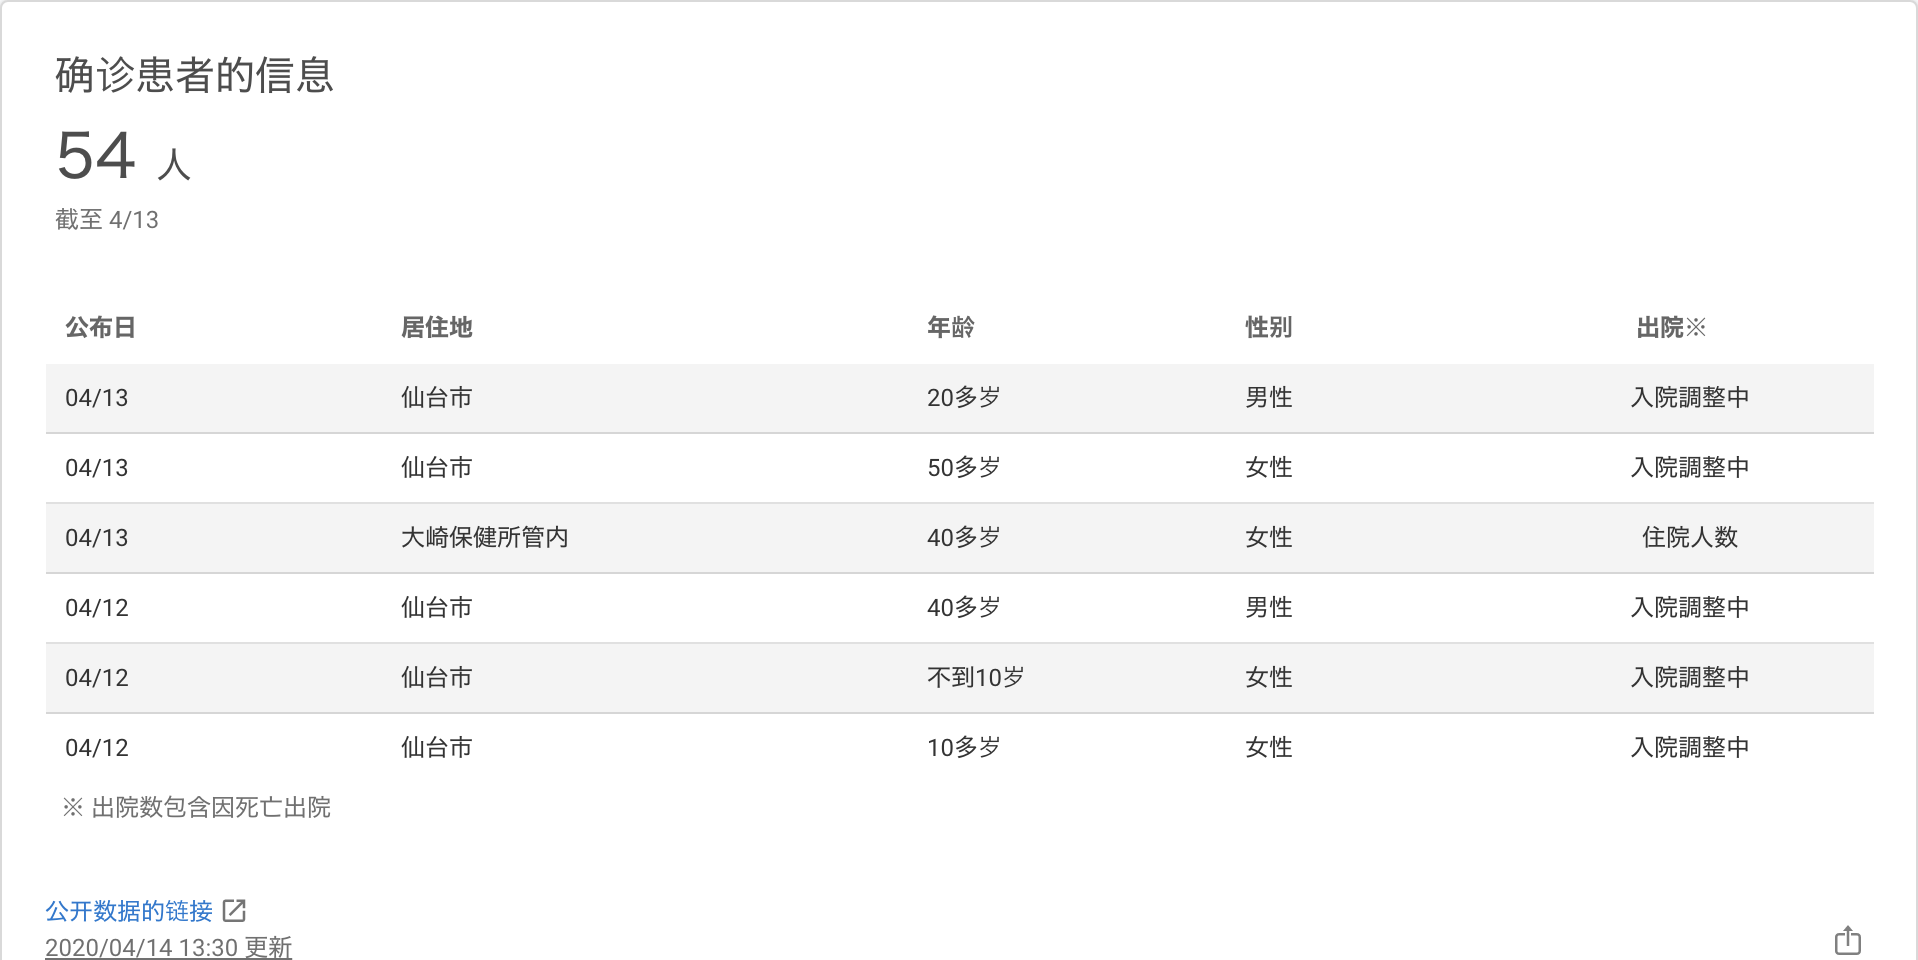 确诊患者的信息
54 人
截至 4/13
公布日 居住地 年龄 性别 出院※
04/13 仙台市 20多岁 男性 入院調整中
04/13 仙台市 50多岁 女性 入院調整中
04/13 大崎保健所管内 40多岁 女性 住院人数
04/12 仙台市 40多岁 男性 入院調整中
04/12 仙台市 不到10岁 女性 入院調整中
04/12 仙台市 10多岁 女性 入院調整中
※ 出院数包含因死亡出院
公开数据的链接
2020/04/14 13:30 更新